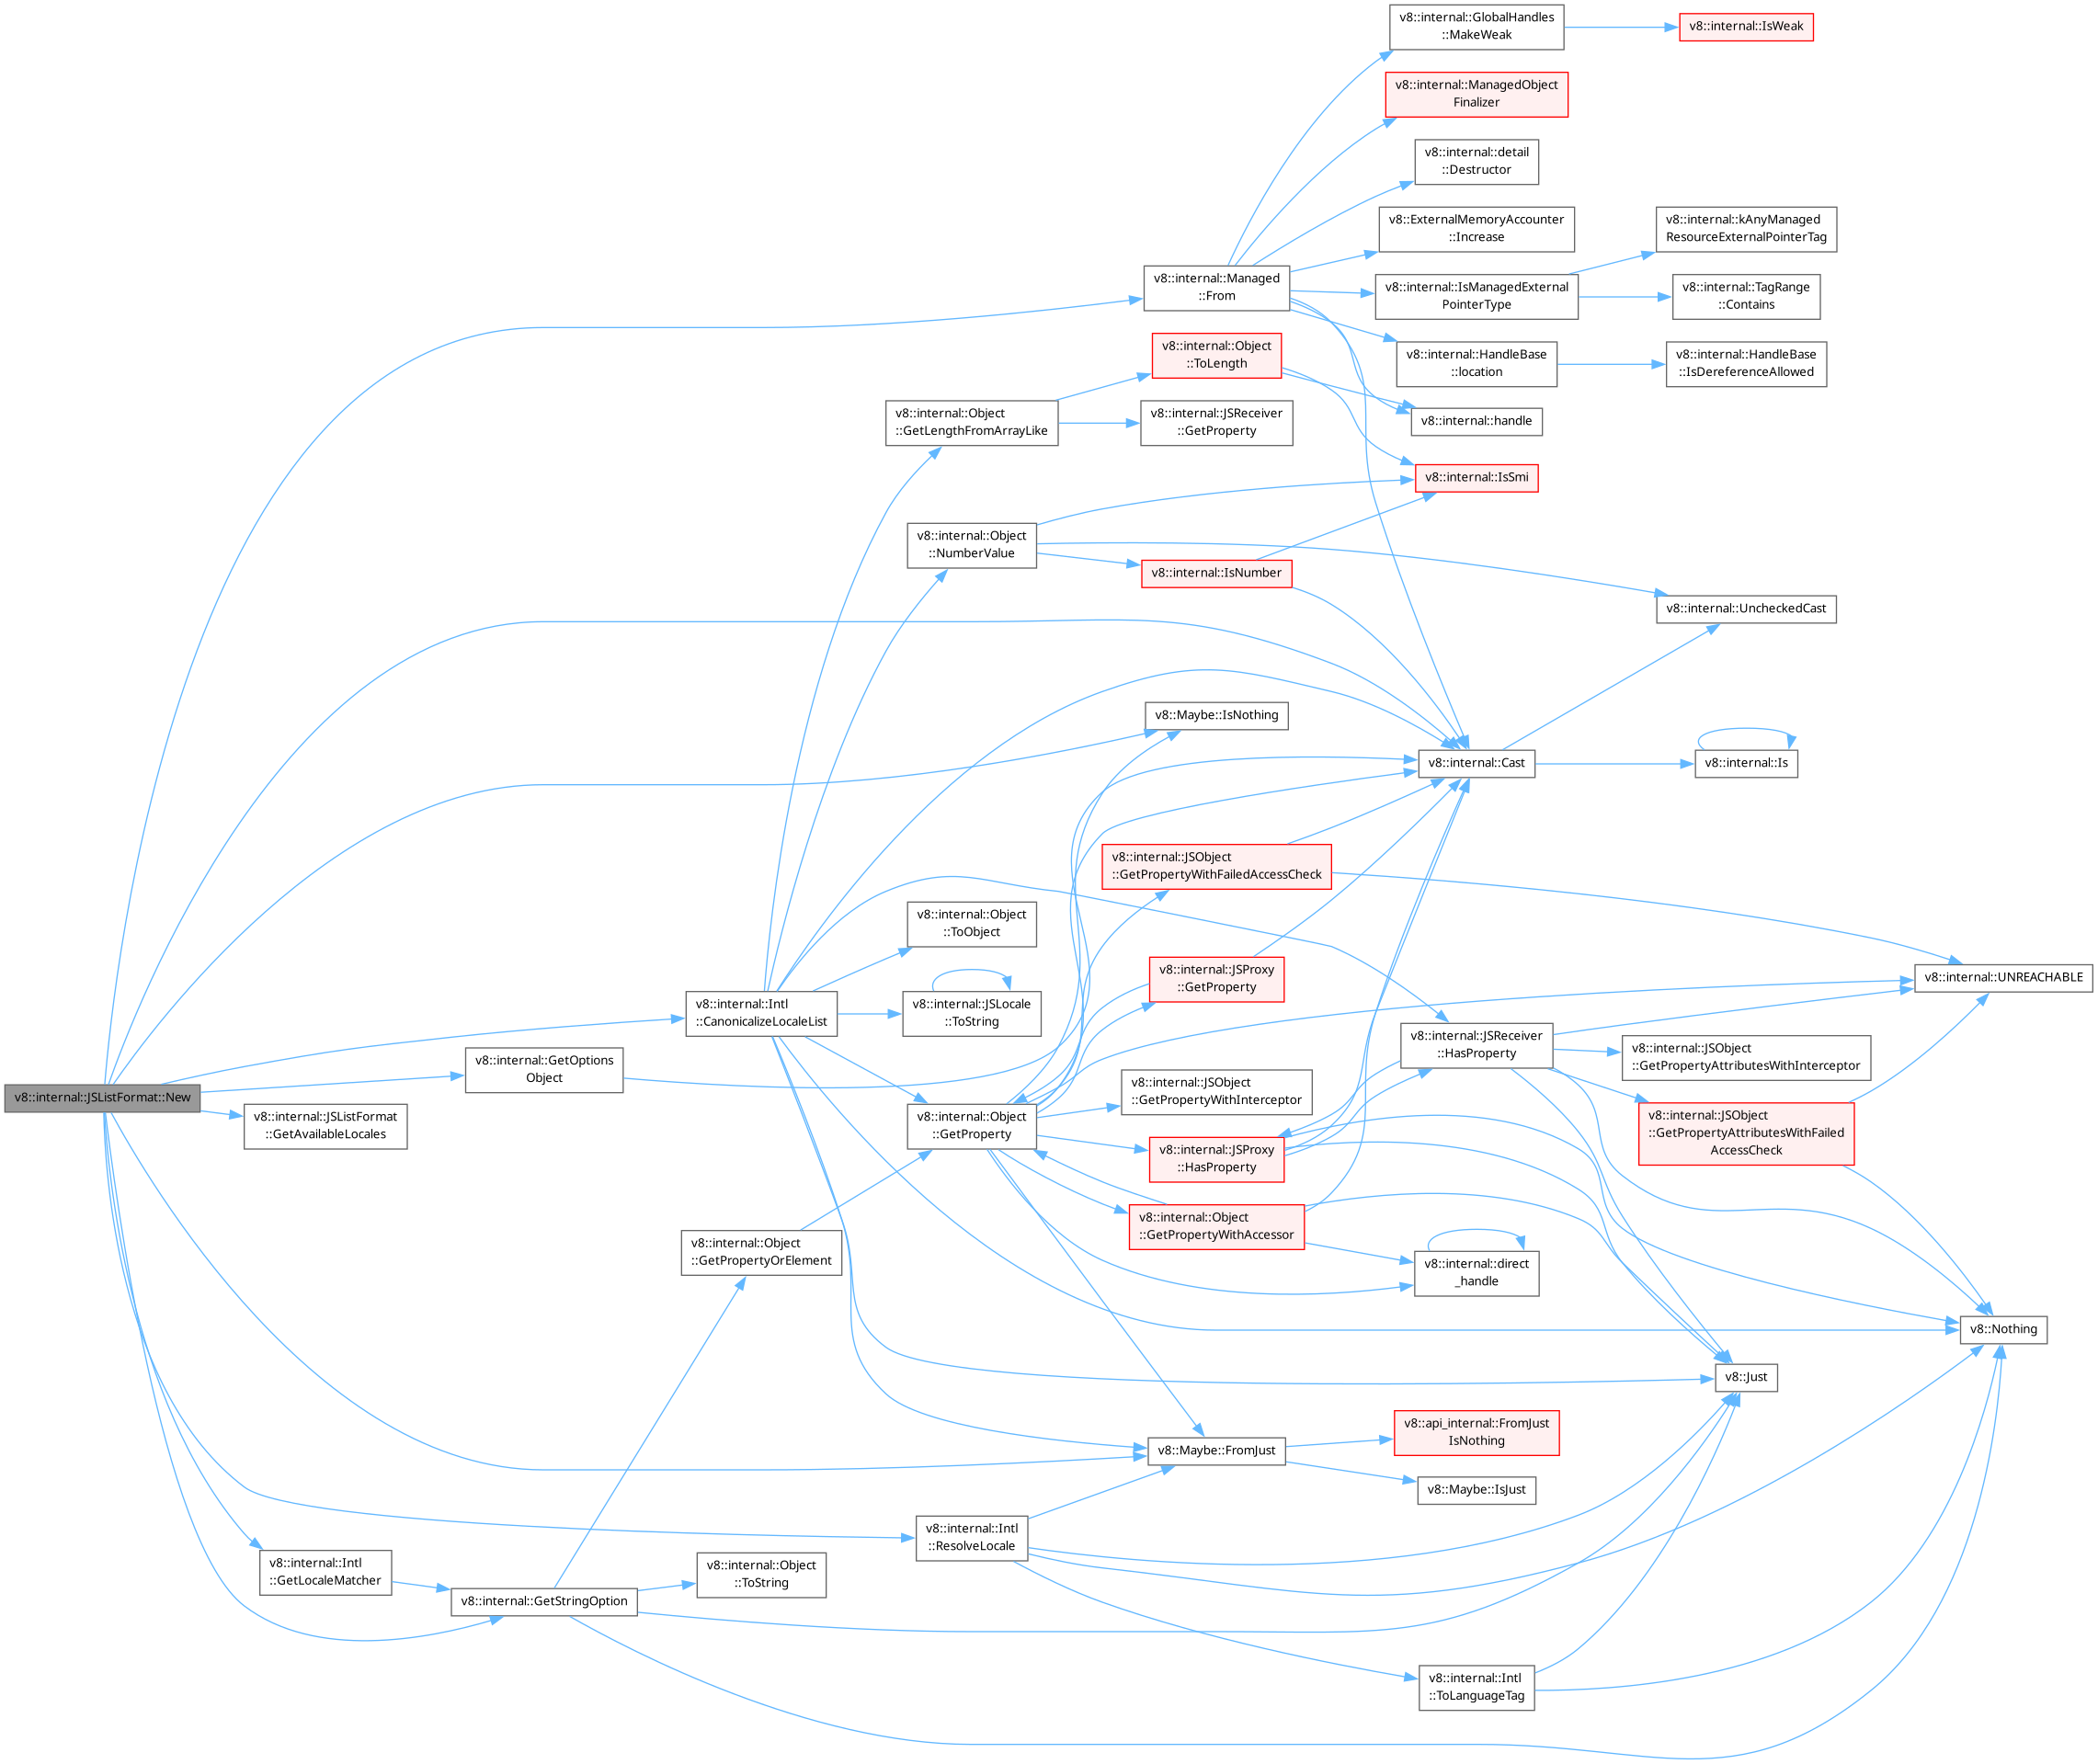 v8::internal::GlobalHandles
::MakeWeak
v8::internal::IsWeak
v8::internal::ManagedObject
Finalizer
v8::internal::detail
::Destructor
v8::ExternalMemoryAccounter
::Increase
v8::internal::kAnyManaged
ResourceExternalPointerTag
v8::internal::Managed
::From
v8::internal::IsManagedExternal
PointerType
v8::internal::TagRange
::Contains
v8::internal::Object
::ToLength
v8::internal::HandleBase
::location
v8::internal::HandleBase
::IsDereferenceAllowed
v8::internal::Object
::GetLengthFromArrayLike
v8::internal::JSReceiver
::GetProperty
v8::internal::handle
v8::internal::IsSmi
v8::internal::Object
::NumberValue
v8::internal::IsNumber
v8::internal::UncheckedCast
v8::Maybe::IsNothing
v8::internal::Cast
v8::internal::Is
v8::internal::JSObject
::GetPropertyWithFailedAccessCheck
v8::internal::Object
::ToObject
v8::internal::JSProxy
::GetProperty
v8::internal::UNREACHABLE
v8::internal::Intl
::CanonicalizeLocaleList
v8::internal::JSLocale
::ToString
v8::internal::JSReceiver
::HasProperty
v8::internal::JSObject
::GetPropertyAttributesWithInterceptor
v8::internal::GetOptions
Object
v8::internal::JSListFormat::New
v8::internal::JSListFormat
::GetAvailableLocales
v8::internal::Object
::GetProperty
v8::internal::JSObject
::GetPropertyWithInterceptor
v8::internal::JSObject
::GetPropertyAttributesWithFailed
AccessCheck
v8::internal::JSProxy
::HasProperty
v8::internal::Object
::GetPropertyWithAccessor
v8::internal::Object
::GetPropertyOrElement
v8::internal::direct
_handle
v8::Nothing
v8::Just
v8::api_internal::FromJust
IsNothing
v8::Maybe::FromJust
v8::Maybe::IsJust
v8::internal::Intl
::ResolveLocale
v8::internal::Intl
::GetLocaleMatcher
v8::internal::Object
::ToString
v8::internal::GetStringOption
v8::internal::Intl
::ToLanguageTag